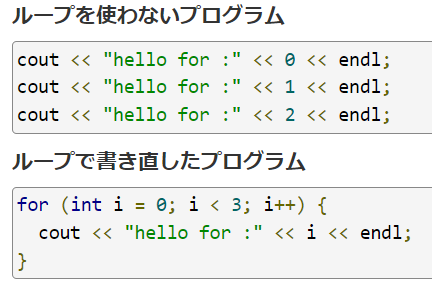 ループを使わないプログラム
cout << "hello for :" << 0 << endl;
cout << "hello for :" << 1 << endl;
cout << "hello for :" << 2 << endl;
ループで書き直したプログラム
for (int i = 0; i < 3; i++) {
  cout << "hello for :" << i << endl;
}